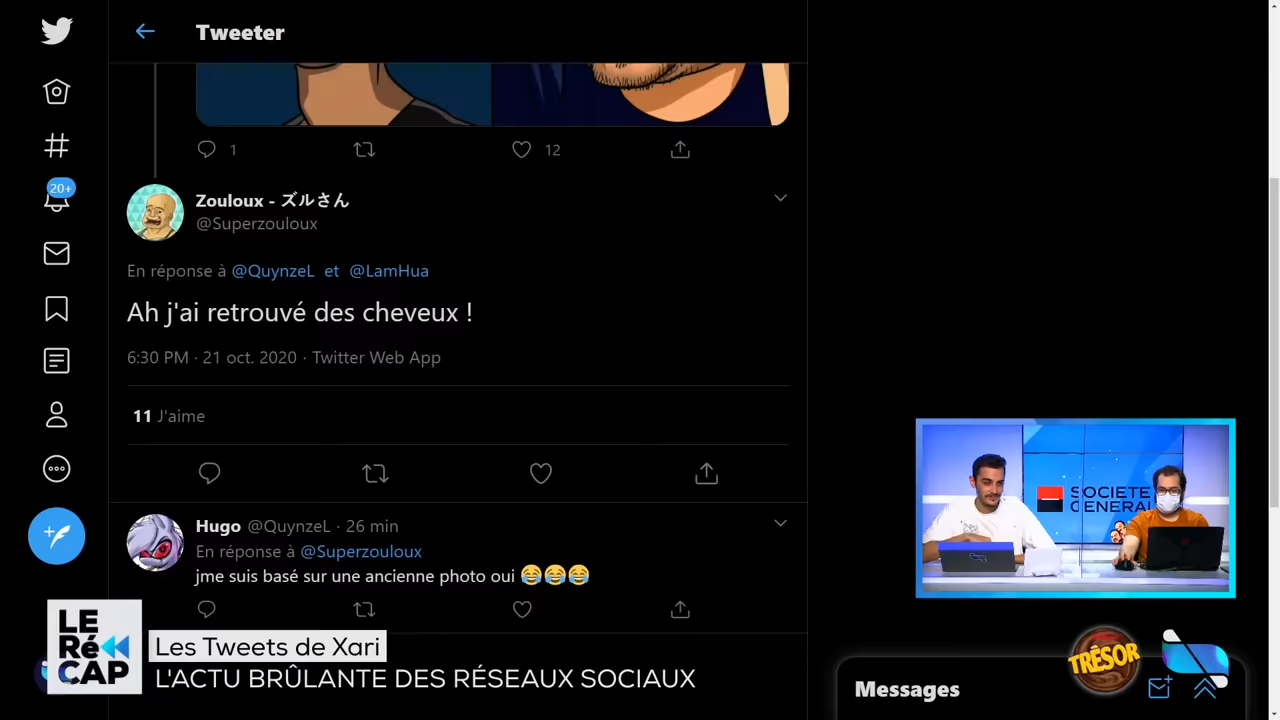 Tweeter
1
12
20+
Zouloux - ズルさん
@Superzouloux
En réponse à @QuynzeL et @LamHua
Ah j'ai retrouvé des cheveux !
6:30 PM · 21 oct. 2020 · Twitter Web App
11 J'aime
Hugo @QuynzeL · 26 min
En réponse à @Superzouloux
jme suis basé sur une ancienne photo oui 😂😂😂
SOCIETE
GENERA
LE
Ré
CAP
Les Tweets de Xari
L'ACTU BRÛLANTE DES RÉSEAUX SOCIAUX
TRÉSOR
Messages